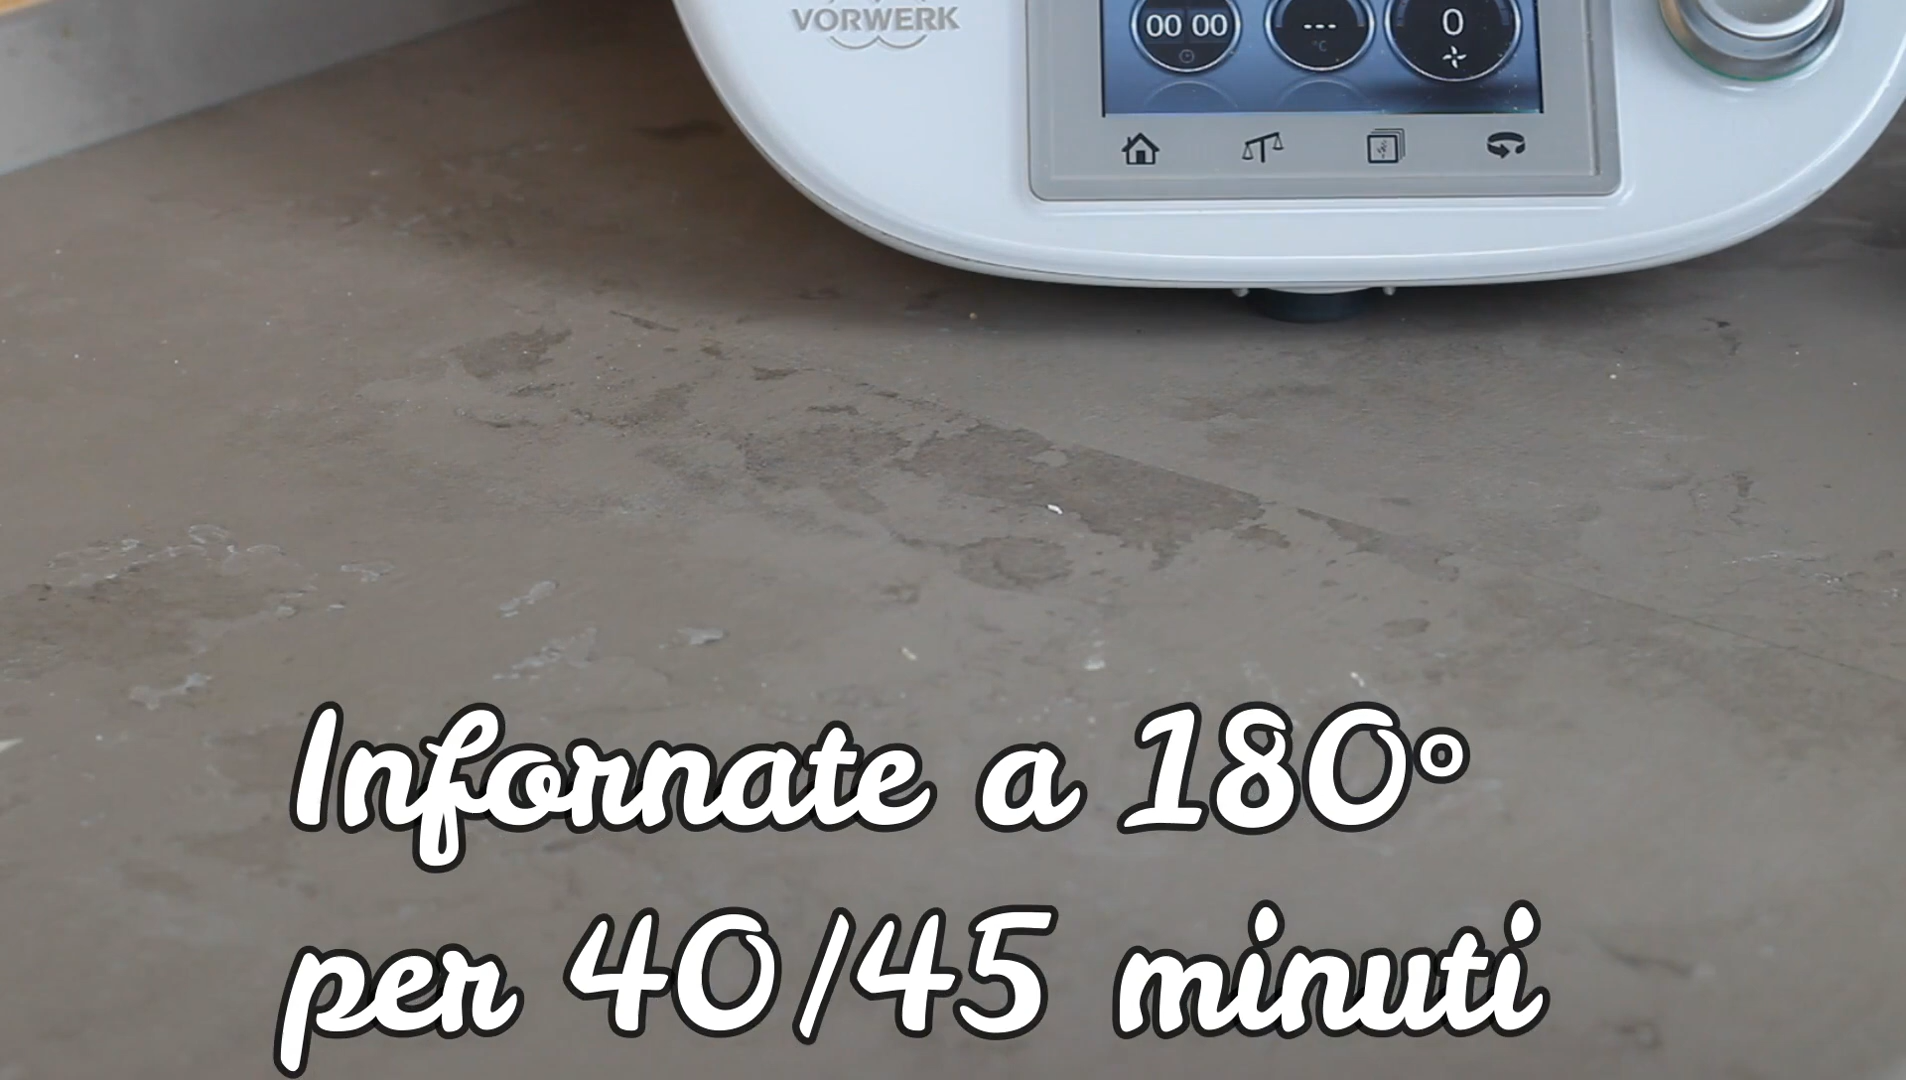 VORWERK
00 00
---
°C
0
Infornate a 180°
per 40/45 minuti